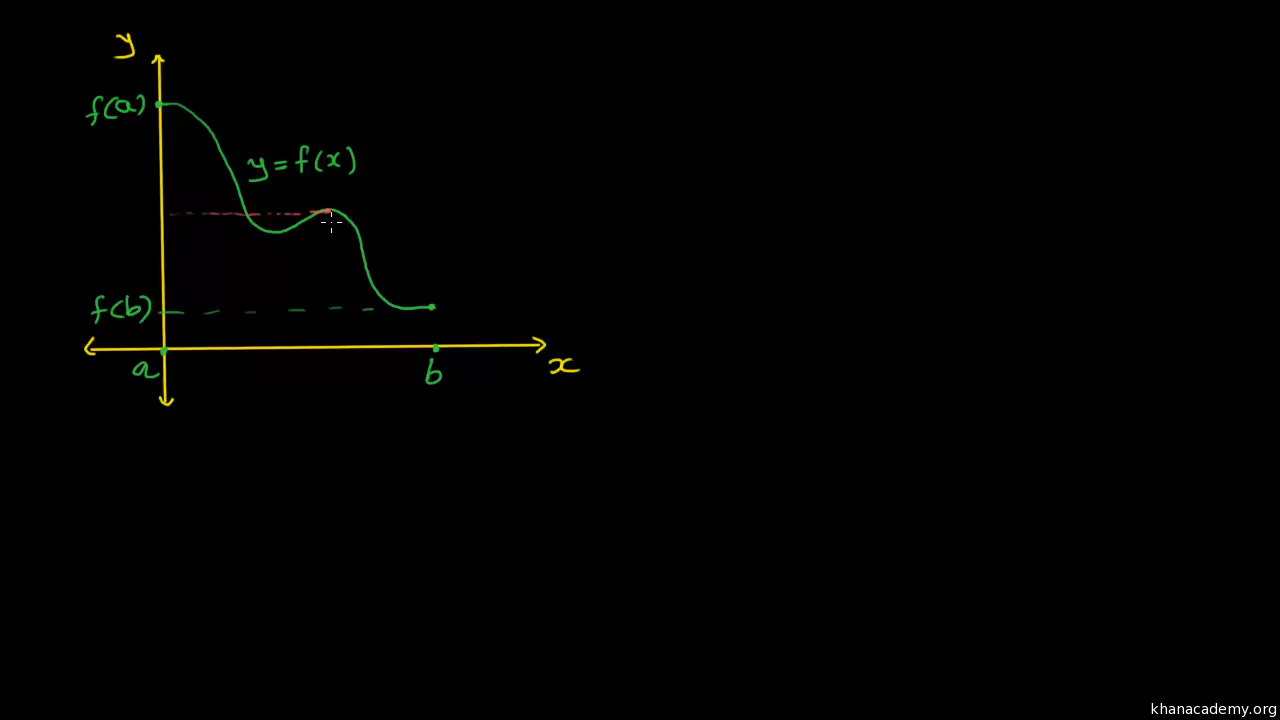 y
f(a)
y = f(x)
f(b)
a
b
x
khanacademy.org